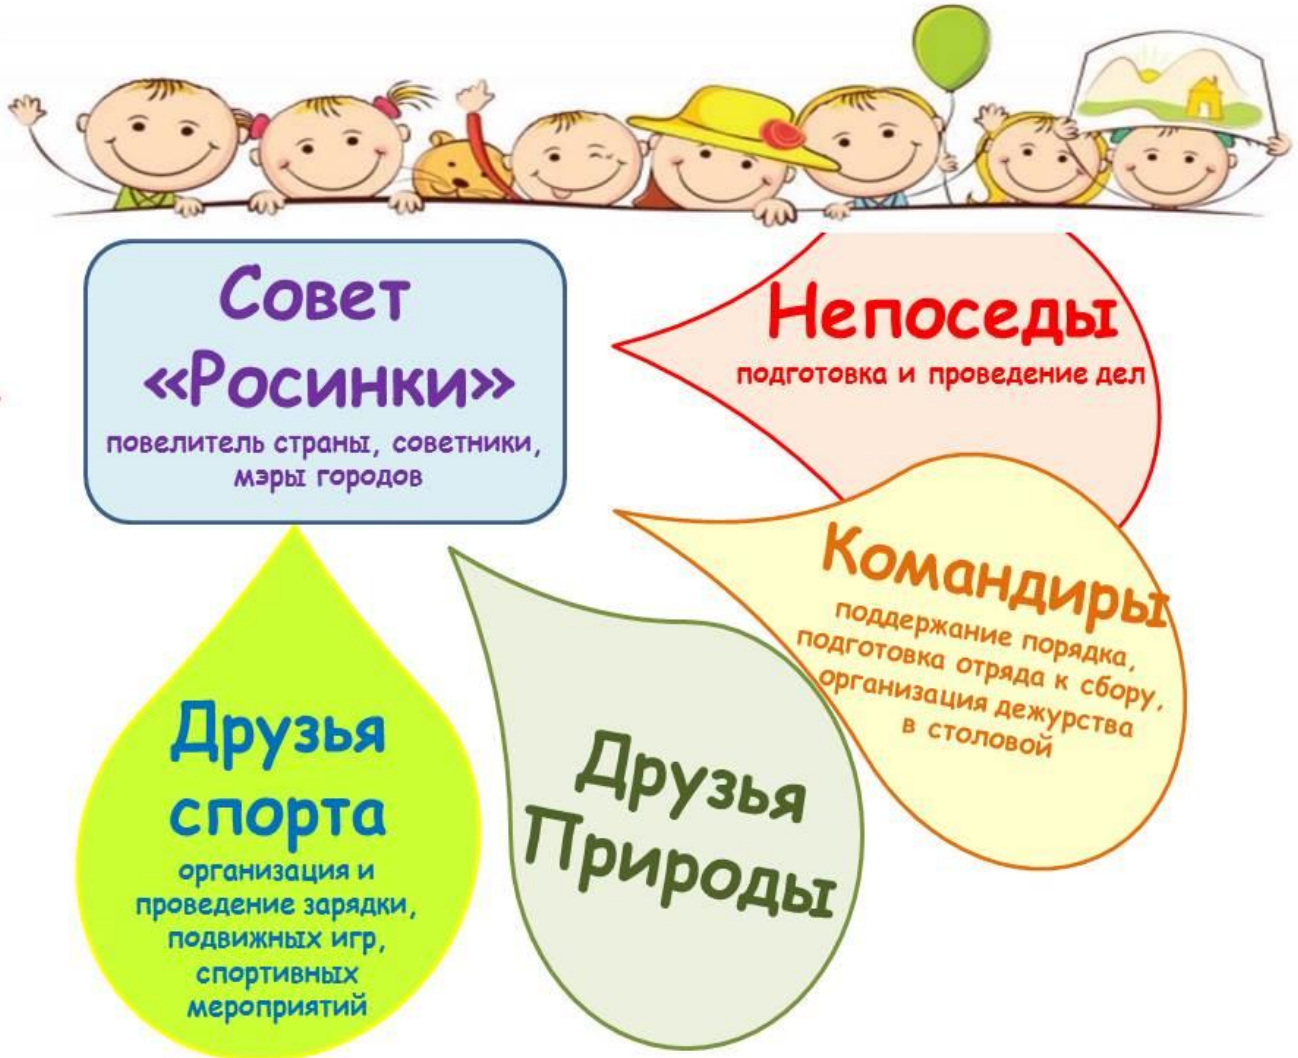 Совет
«Росинки»
повелитель страны, советники,
мэры городов
Непоседы
подготовка и проведение дел
Командиры
поддержание порядка,
подготовка отряда к сбору,
организация дежурства
в столовой
Друзья
Природы
Друзья
спорта
организация и
проведение зарядки,
подвижных игр,
спортивных
мероприятий